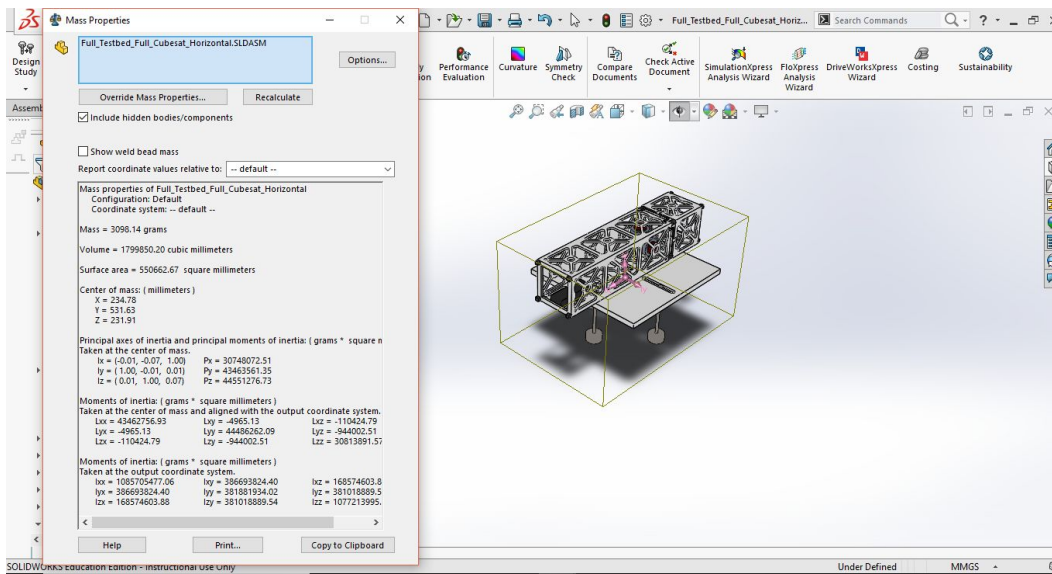 Mass Properties
Full_Testbed_Full_Cubesat_Horizontal.SLDASM
Options...
Override Mass Properties...
Recalculate
Include hidden bodies/components
Show weld bead mass
Report coordinate values relative to: -- default --
Mass properties of Full_Testbed_Full_Cubesat_Horizontal
Configuration: Default
Coordinate system: -- default --
Mass = 3098.14 grams
Volume = 1799850.20 cubic millimeters
Surface area = 550662.67 square millimeters
Center of mass: ( millimeters )
X = 234.78
Y = 531.63
Z = 231.91
Principal axes of inertia and principal moments of inertia: ( grams * square n
Taken at the center of mass.
Ix = (-0.01, -0.07, 1.00) Px = 30748072.51
Iy = ( 1.00, -0.01, 0.01) Py = 43463561.35
Iz = ( 0.01, 1.00, 0.07) Pz = 44551276.73
Moments of inertia: ( grams * square millimeters )
Taken at the center of mass and aligned with the output coordinate system.
Lxx = 43462756.93 Lxy = -4965.13 Lxz = -110424.79
Lyx = -4965.13 Lyy = 44486262.09 Lyz = -944002.51
Lzx = -110424.79 Lzy = -944002.51 Lzz = 30813891.57
Moments of inertia: ( grams * square millimeters )
Taken at the output coordinate system.
Ixx = 1085705477.06 Ixy = 386693824.40 Ixz = 168574603.8
Iyx = 386693824.40 Iyy = 381881934.02 Iyz = 381018889.5
Izx = 168574603.88 Izy = 381018889.54 Izz = 1077213995.
Help
Print...
Copy to Clipboard
Design
Study
Assemb
Full_Testbed_Full_Cubesat_Horiz...
Search Commands
Performance
Evaluation
Curvature
Symmetry
Check
Compare
Documents
Check Active
Document
SimulationXpress
Analysis Wizard
FloXpress
Analysis
Wizard
DriveWorksXpress
Wizard
Costing
Sustainability
SOLIDWORKS Education Edition - Instructional Use Only
Under Defined
MMGS